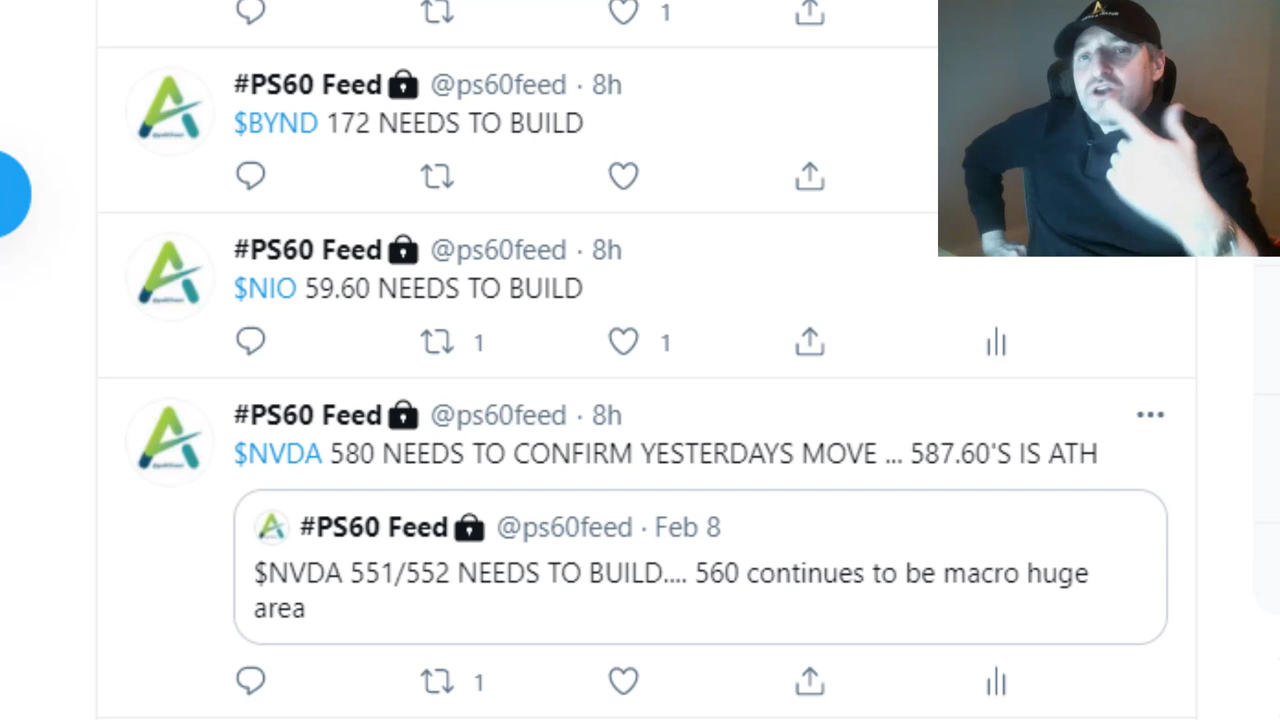 1
#PS60 Feed @ps60feed · 8h
$BYND 172 NEEDS TO BUILD
#PS60 Feed @ps60feed · 8h
$NIO 59.60 NEEDS TO BUILD
1 1
#PS60 Feed @ps60feed · 8h
$NVDA 580 NEEDS TO CONFIRM YESTERDAYS MOVE ... 587.60'S IS ATH
#PS60 Feed @ps60feed · Feb 8
$NVDA 551/552 NEEDS TO BUILD.... 560 continues to be macro huge
area
1